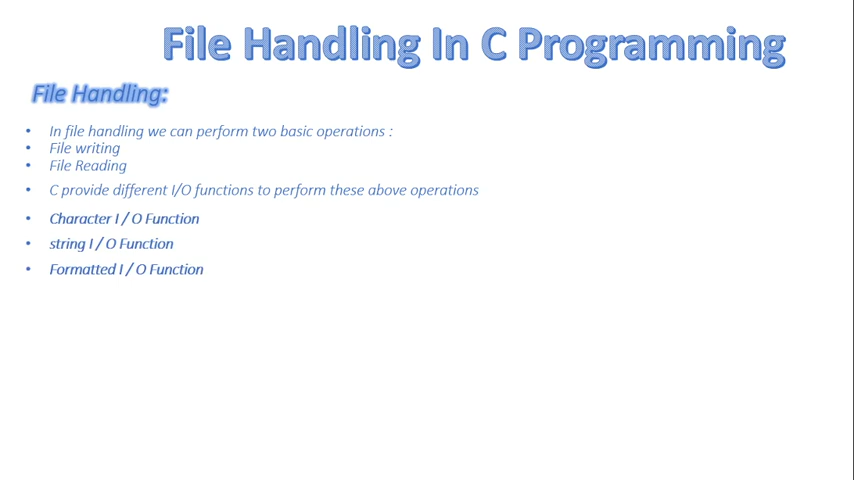 File Handling In C Programming
File Handling:
• In file handling we can perform two basic operations :
• File writing
• File Reading
• C provide different I/O functions to perform these above operations
• Character I / O Function
• string I / O Function
• Formatted I / O Function